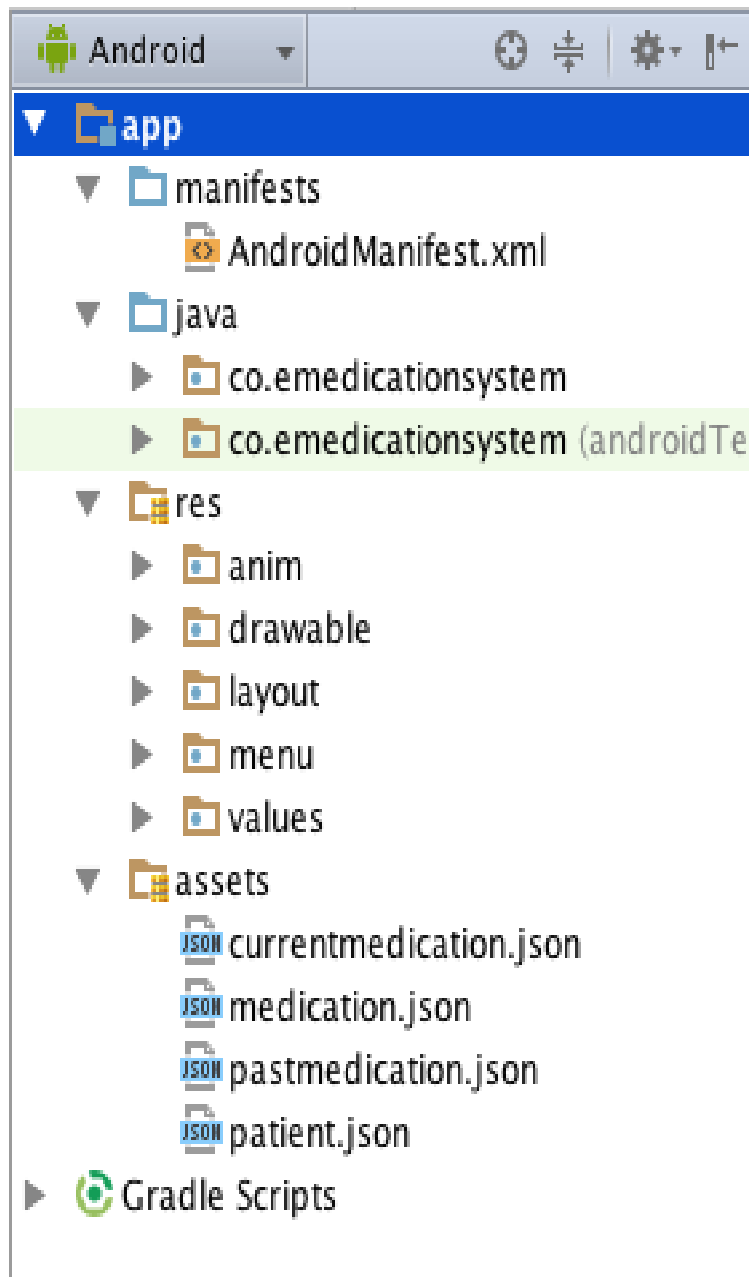 Android
app
manifests
AndroidManifest.xml
java
co.emedicationsystem
co.emedicationsystem (androidTe
res
anim
drawable
layout
menu
values
assets
JSON currentmedication.json
JSON medication.json
JSON pastmedication.json
JSON patient.json
Gradle Scripts